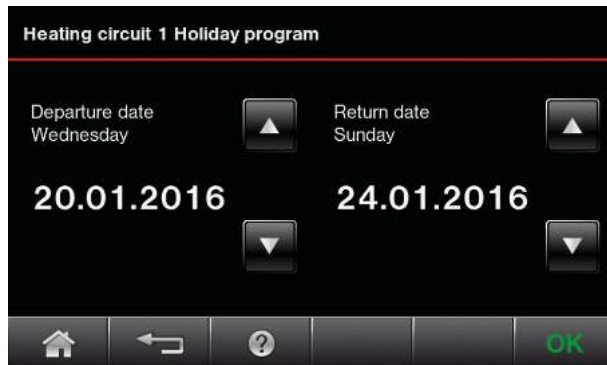 Heating circuit 1 Holiday program
Departure date
Wednesday
Return date
Sunday
20.01.2016
24.01.2016
?
OK